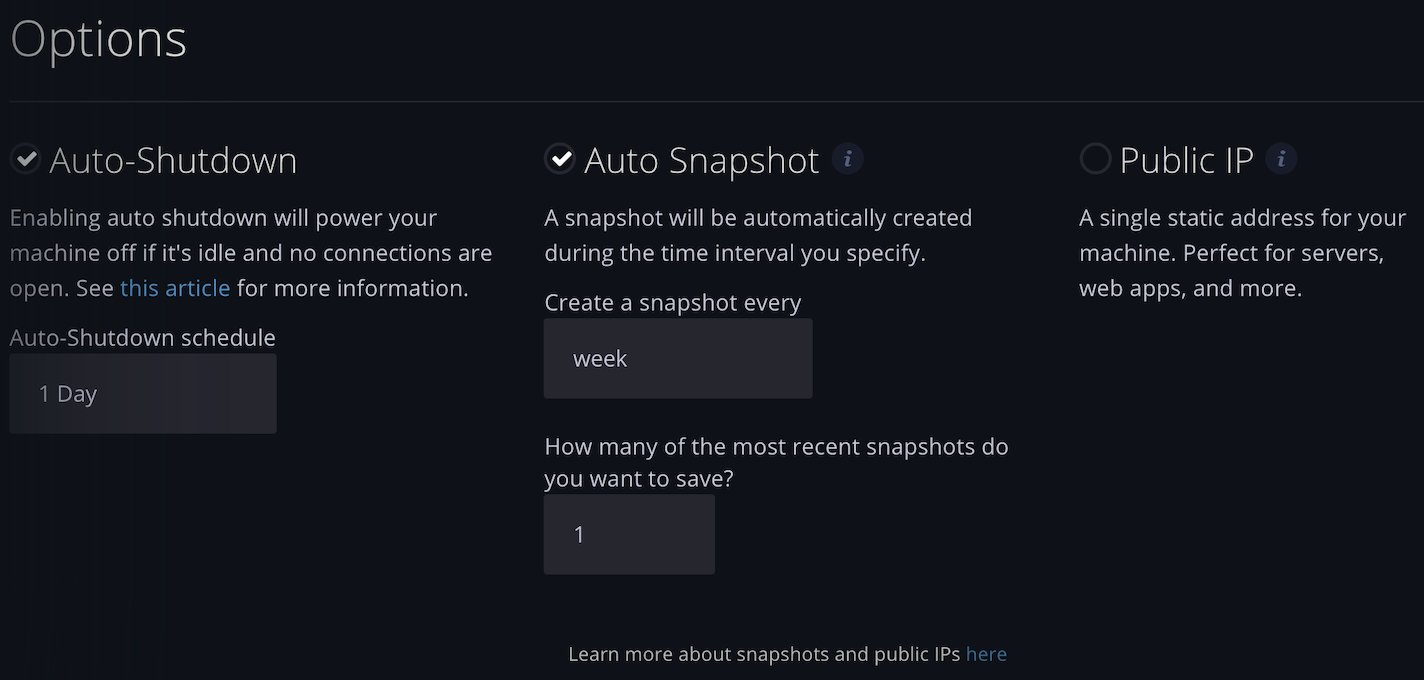 Options
Auto-Shutdown
Enabling auto shutdown will power your
machine off if it's idle and no connections are
open. See this article for more information.
Auto-Shutdown schedule
1 Day
Auto Snapshot i
A snapshot will be automatically created
during the time interval you specify.
Create a snapshot every
week
How many of the most recent snapshots do
you want to save?
1
Public IP i
A single static address for your
machine. Perfect for servers,
web apps, and more.
Learn more about snapshots and public IPs here